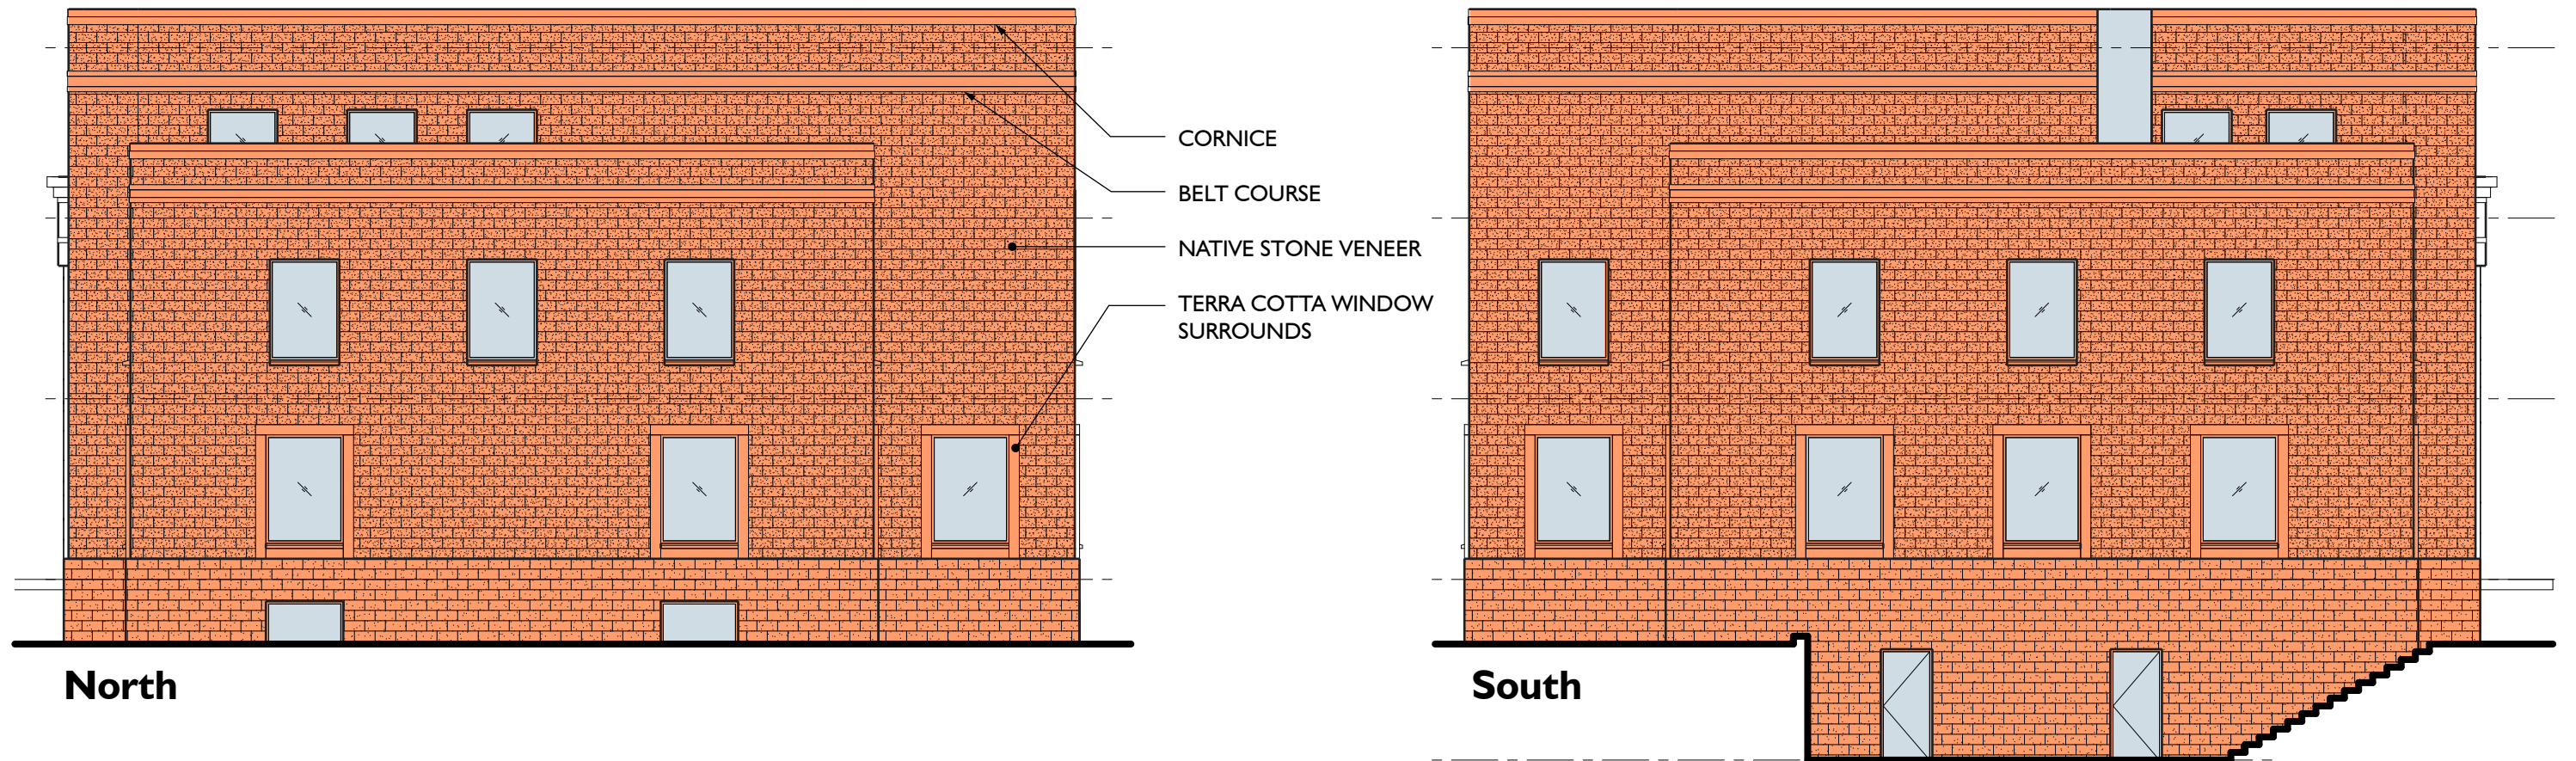 CORNICE
BELT COURSE
NATIVE STONE VENEER
TERRA COTTA WINDOW
SURROUNDS
North
South